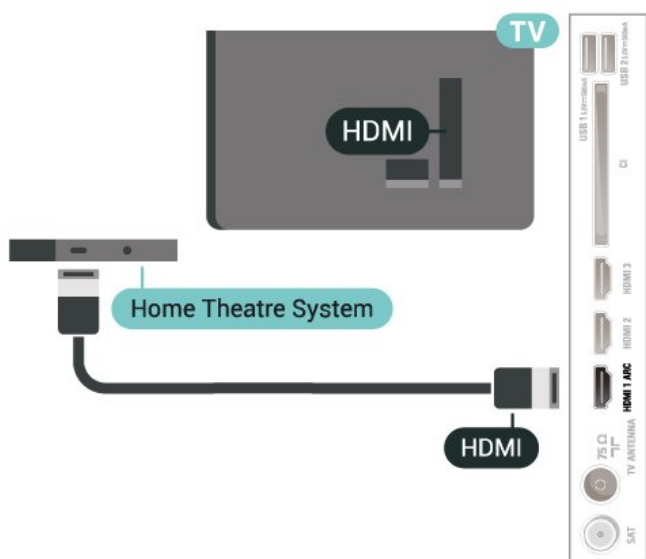 TV
HDMI
Home Theatre System
HDMI
USB 1
USB 2
CI
HDMI 3
HDMI 2
HDMI 1 ARC
75 Ω
TV ANTENNA
SAT